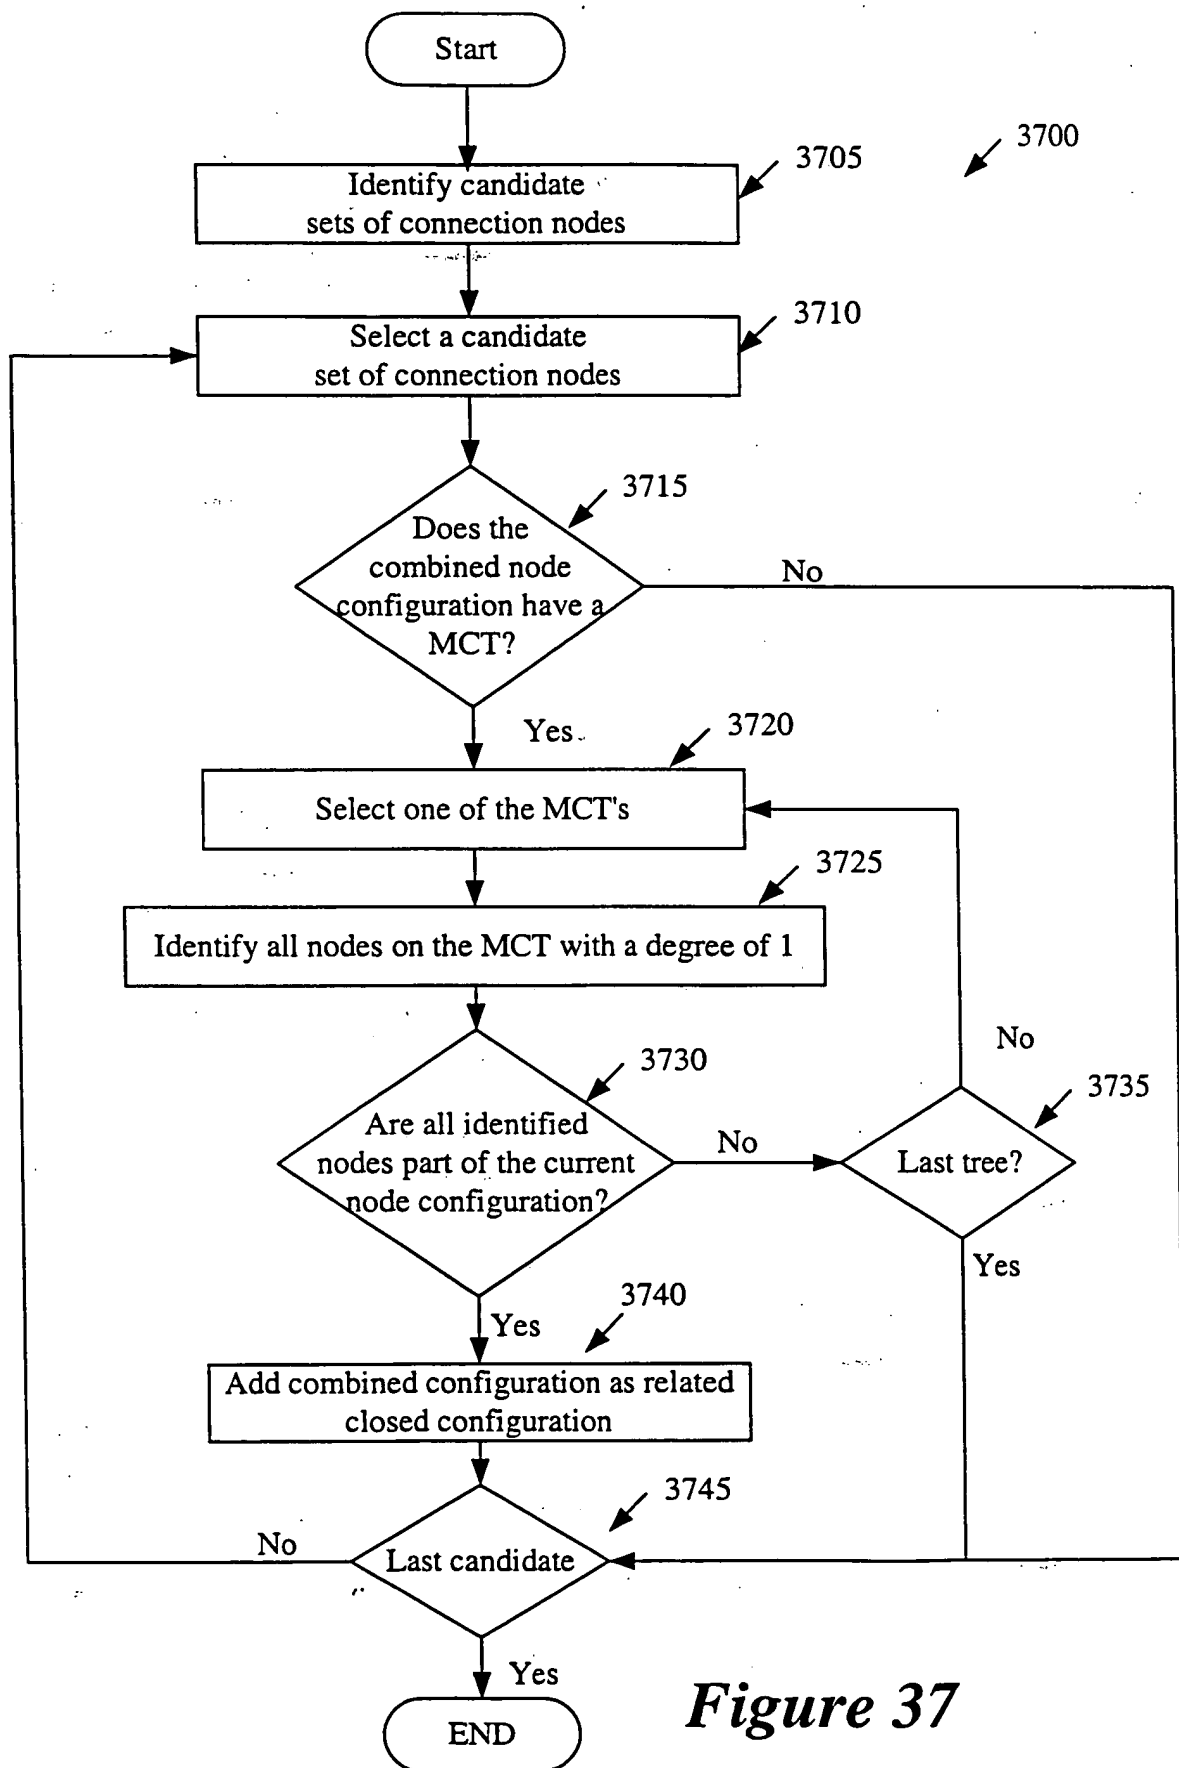 Start
3700
3705
Identify candidate
sets of connection nodes
3710
Select a candidate
set of connection nodes
3715
Does the
combined node
configuration have a
MCT?
No
Yes
3720
Select one of the MCT's
3725
Identify all nodes on the MCT with a degree of 1
No
3730
3735
Are all identified
nodes part of the current
node configuration?
No
Last tree?
Yes
3740
Yes
Add combined configuration as related
closed configuration
3745
No
Last candidate
Yes
END
Figure 37